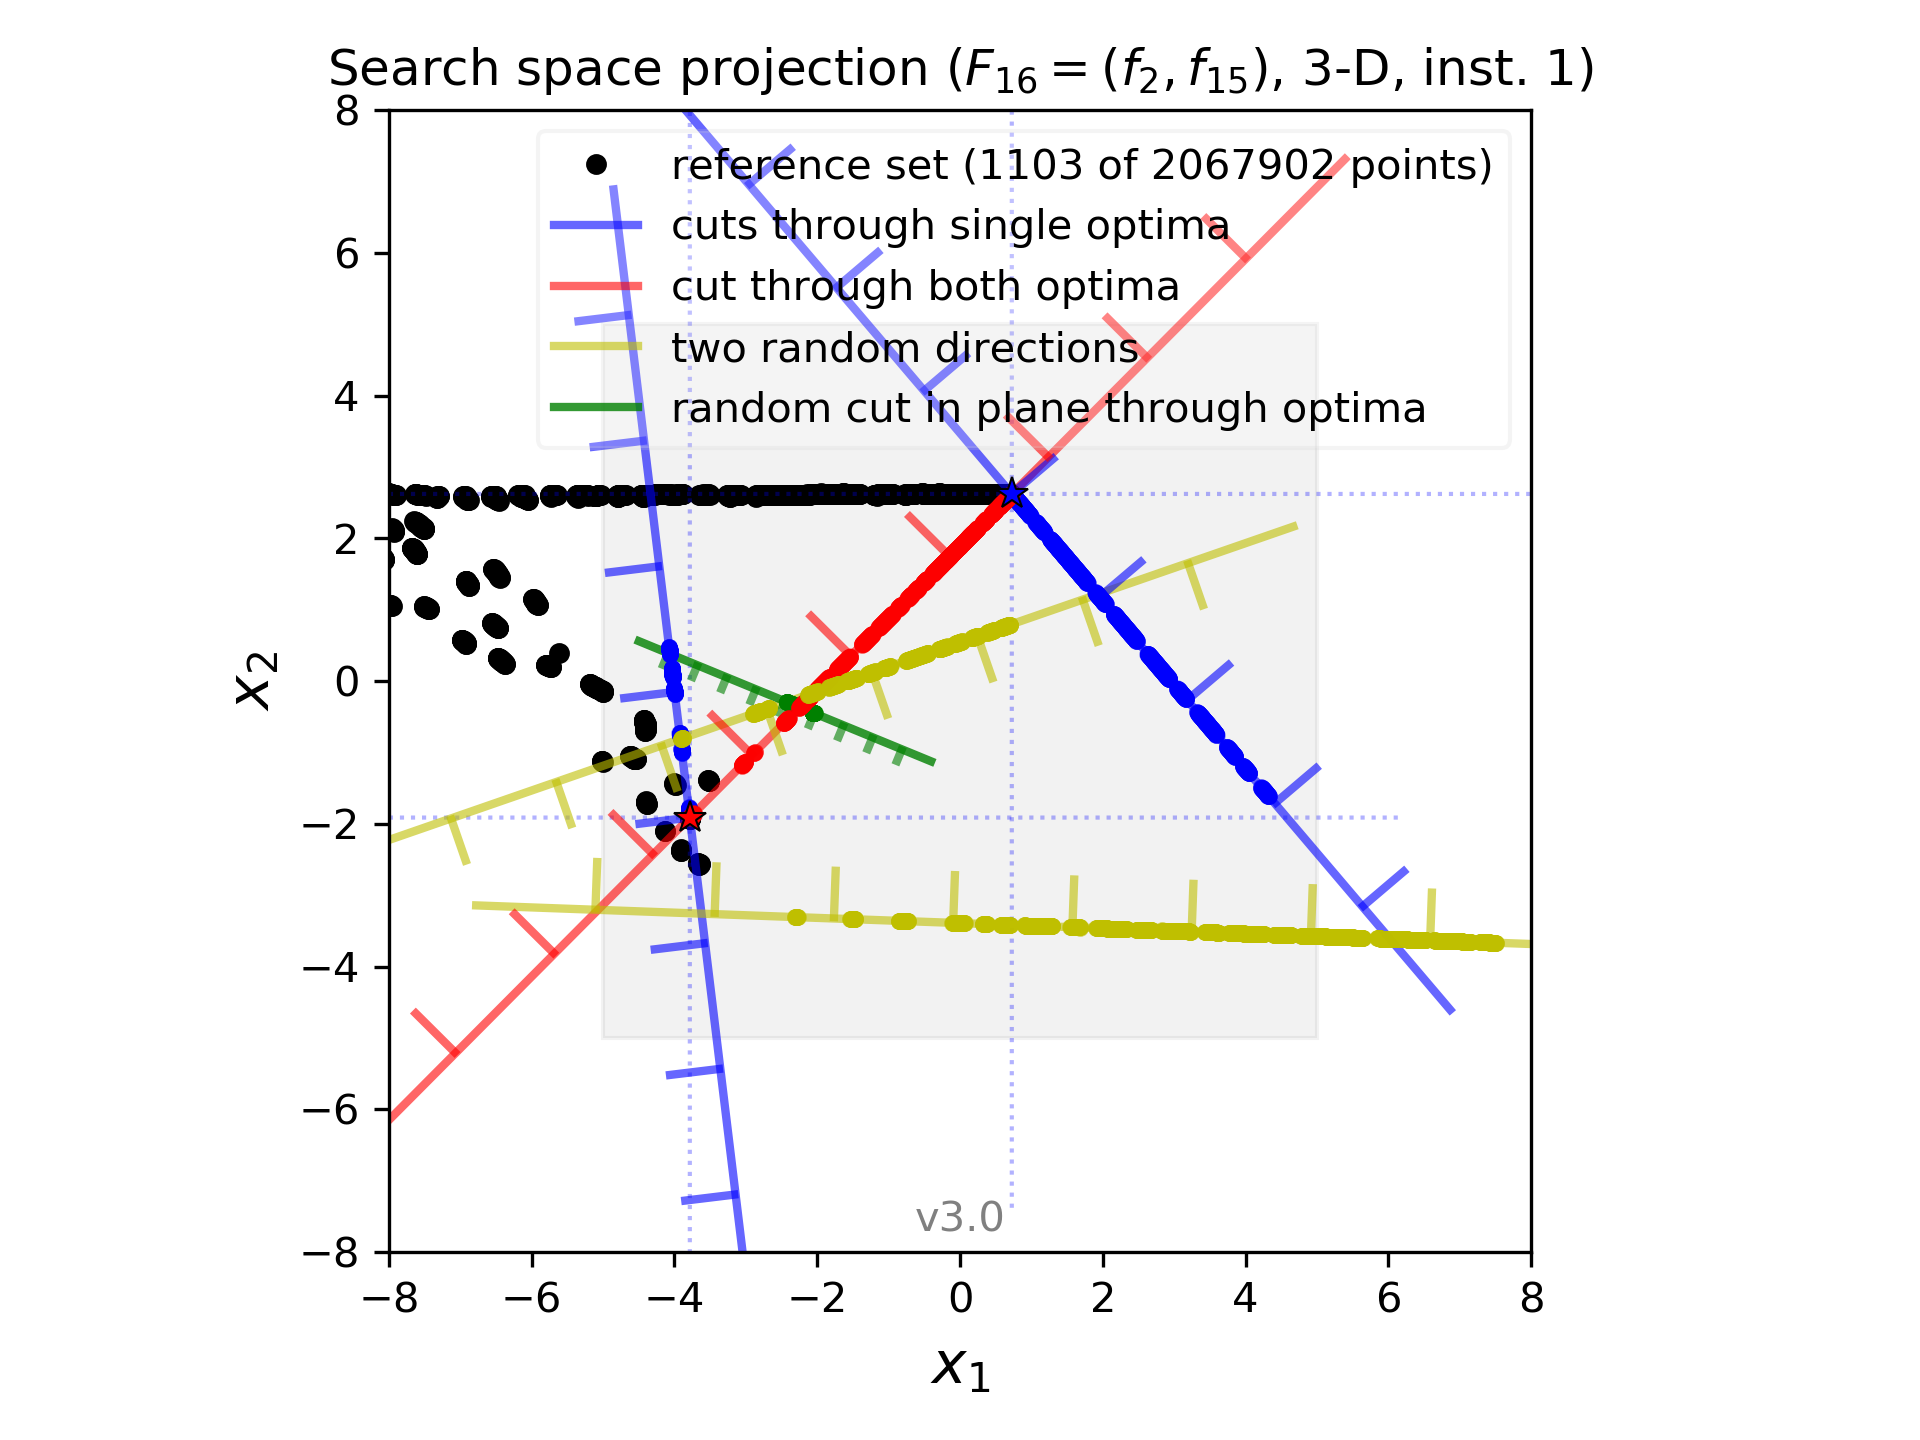 Search space projection (F₁₆ = (f₂, f₁₅), 3-D, inst. 1)
reference set (1103 of 2067902 points)
cuts through single optima
cut through both optima
two random directions
random cut in plane through optima
8
6
4
2
0
−2
−4
−6
−8
x₂
v3.0
−8 −6 −4 −2 0 2 4 6 8
x₁